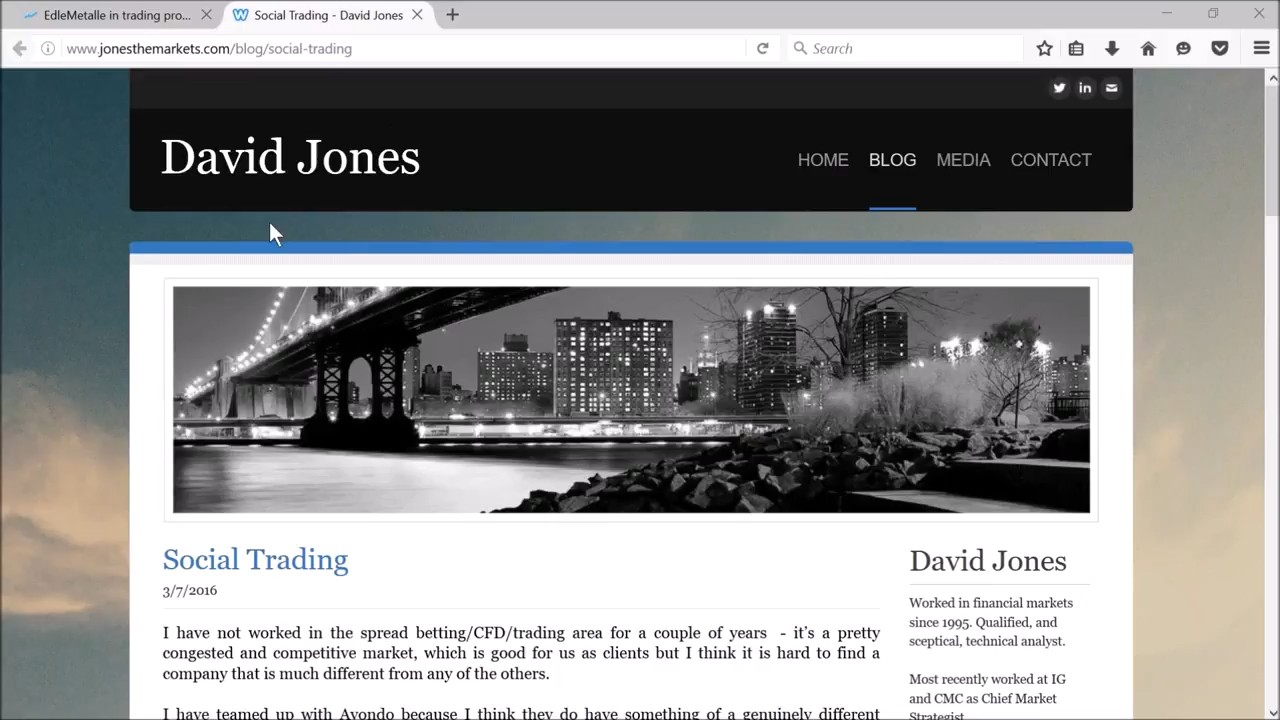 EdleMetalle in trading pro...
Social Trading - David Jones
www.jonesthemarkets.com/blog/social-trading
Search
David Jones
HOME BLOG MEDIA CONTACT
Social Trading
3/7/2016
I have not worked in the spread betting/CFD/trading area for a couple of years - it's a pretty
congested and competitive market, which is good for us as clients but I think it is hard to find a
company that is much different from any of the others.
I have teamed up with Ayondo because I think they do have something of a genuinely different
David Jones
Worked in financial markets
since 1995. Qualified, and
sceptical, technical analyst.
Most recently worked at IG
and CMC as Chief Market
Strategist